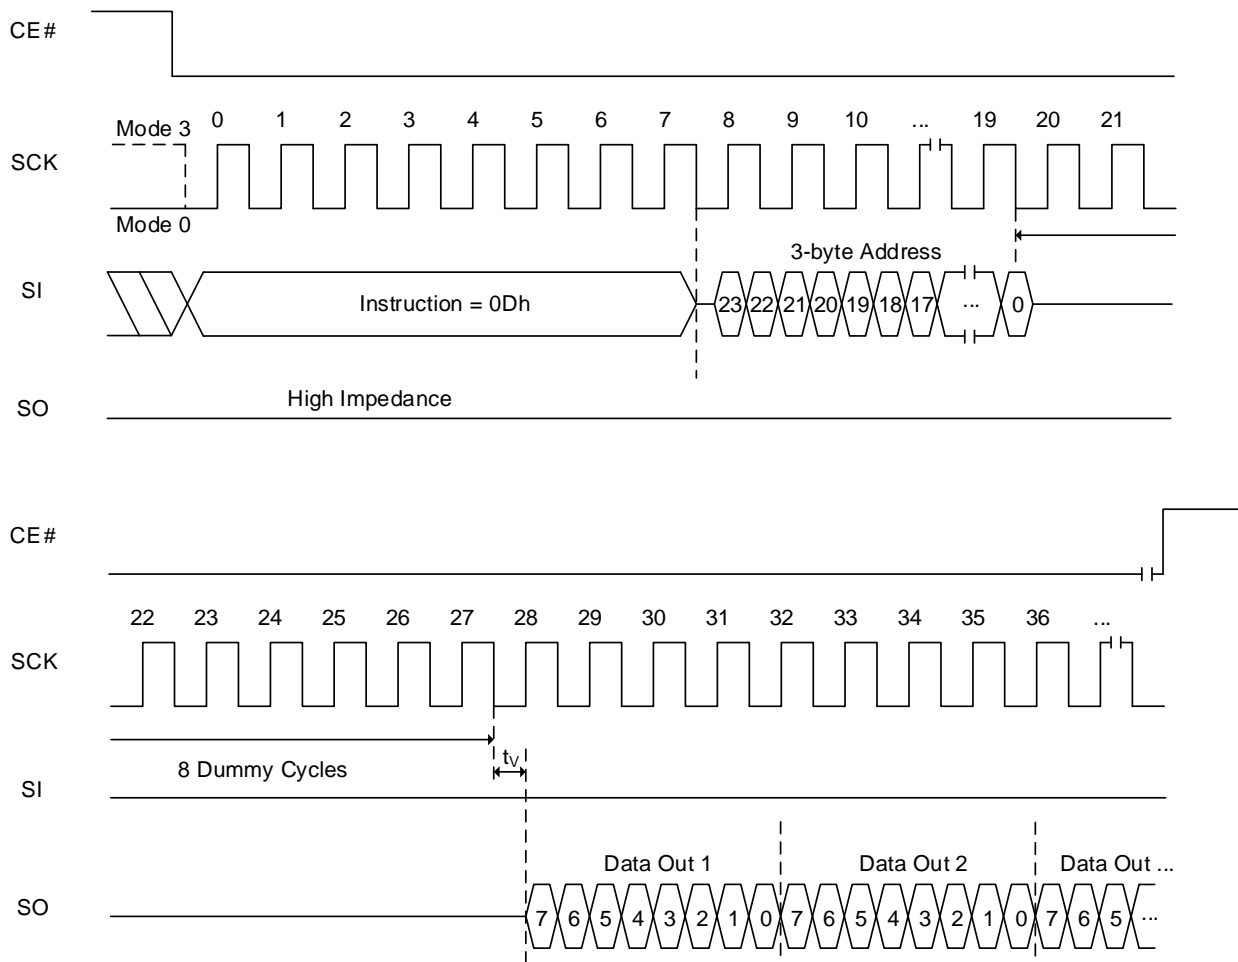 CE#
Mode 3 0 1 2 3 4 5 6 7 8 9 10 ... 19 20 21
SCK
Mode 0
3-byte Address
SI Instruction = 0Dh 23 22 21 20 19 18 17 ... 0
High Impedance
SO
CE#
22 23 24 25 26 27 28 29 30 31 32 33 34 35 36 ...
SCK
8 Dummy Cycles tV
SI
Data Out 1 Data Out 2 Data Out ...
SO 7 6 5 4 3 2 1 0 7 6 5 4 3 2 1 0 7 6 5 ...